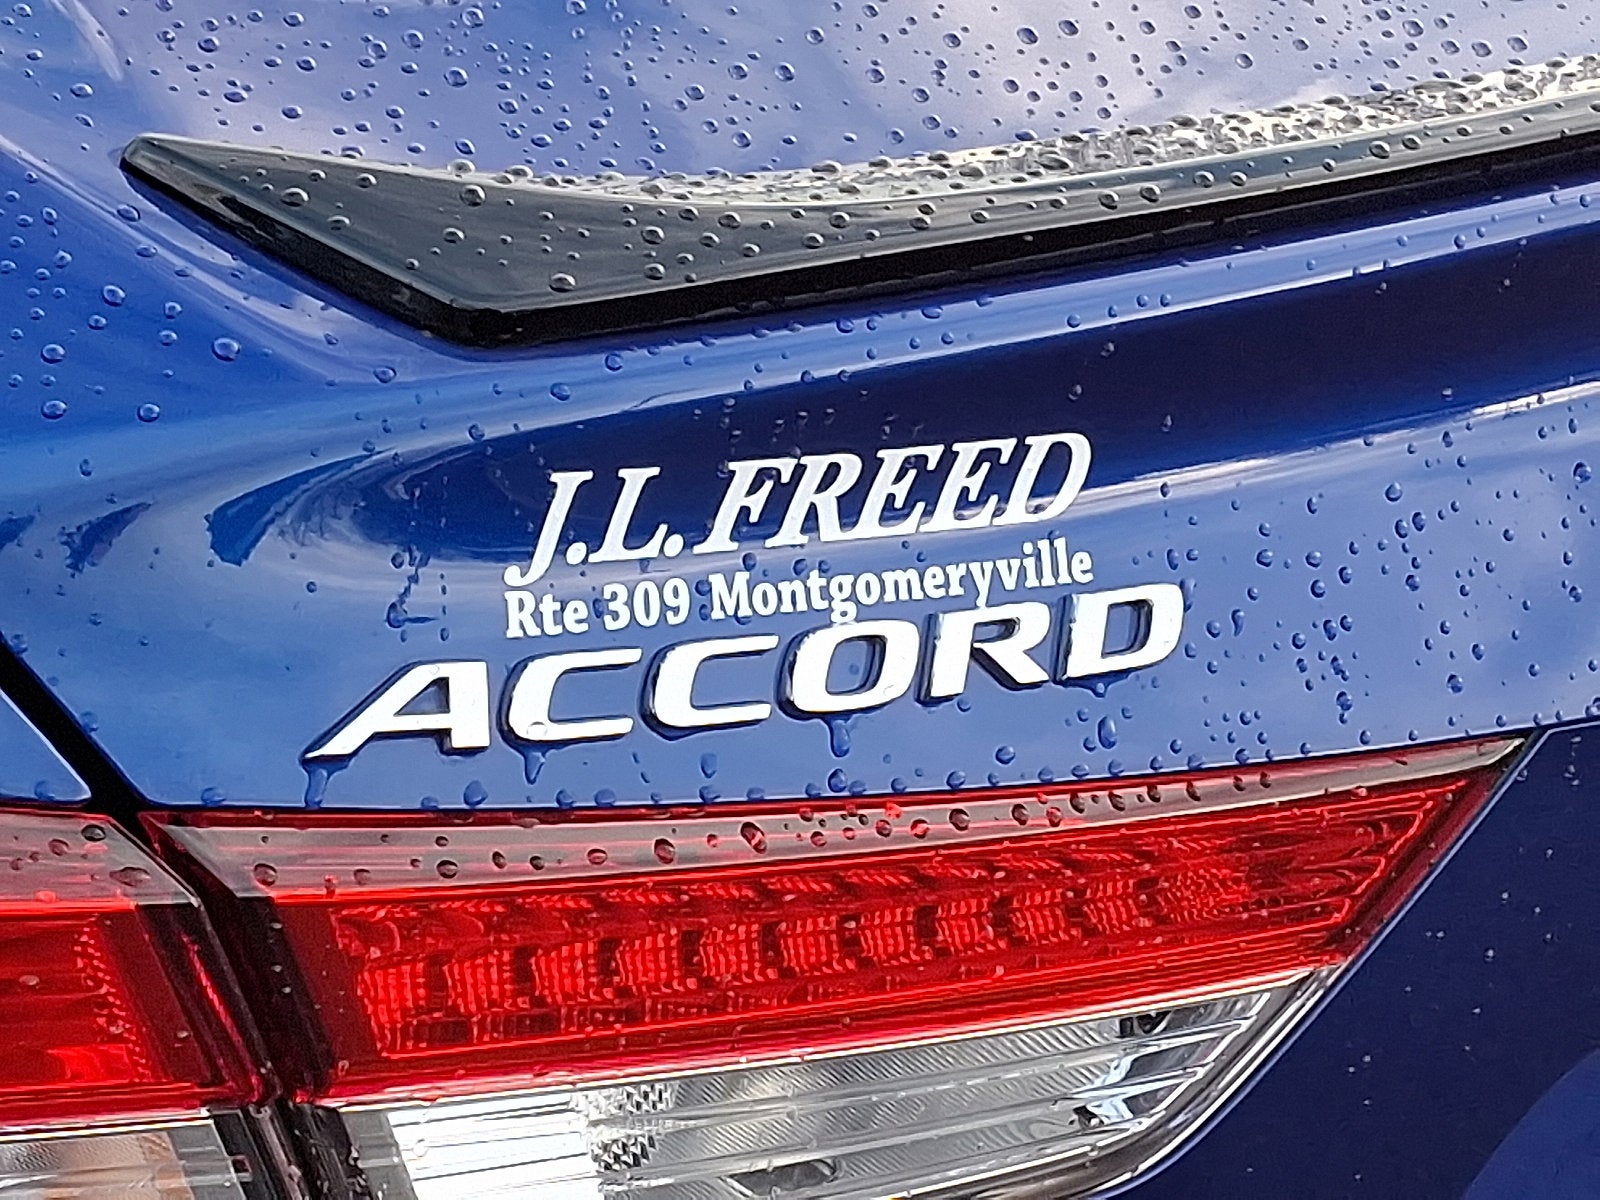 J.L. FREED
Rte 309 Montgomeryville
ACCORD